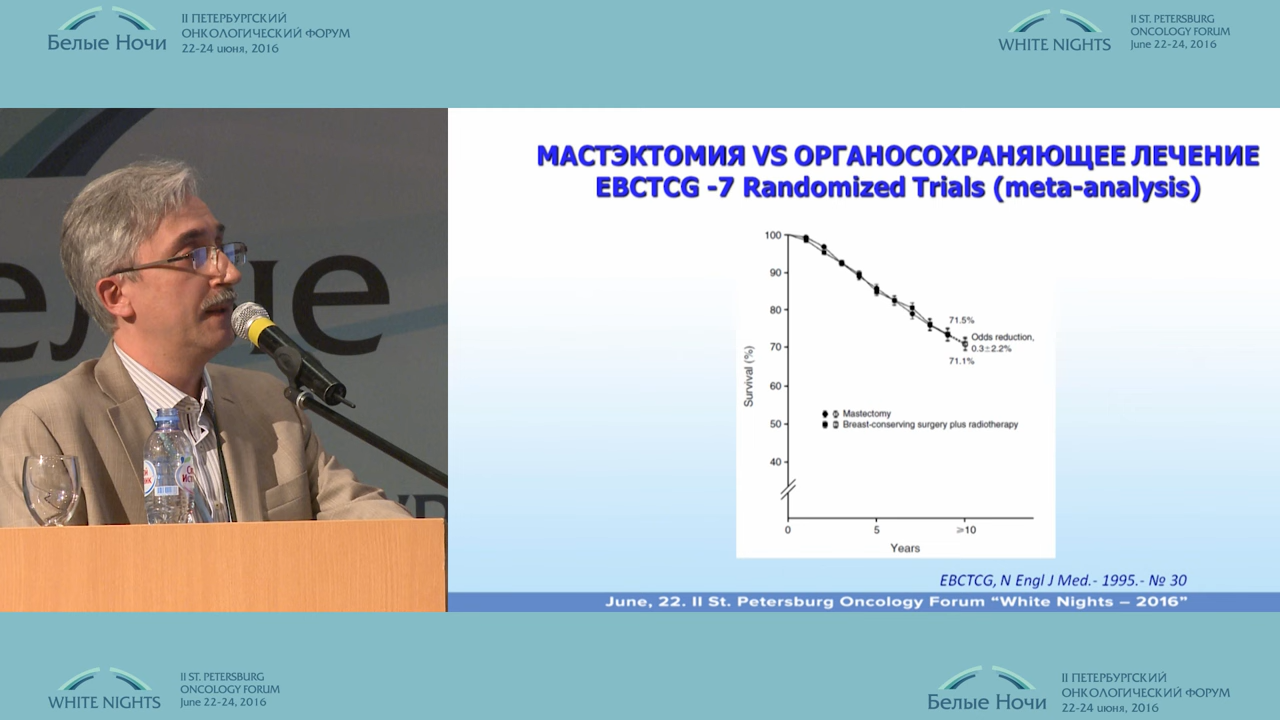 II ПЕТЕРБУРГСКИЙ
ОНКОЛОГИЧЕСКИЙ ФОРУМ
22-24 июня, 2016
Белые Ночи
II ST. PETERSBURG
ONCOLOGY FORUM
June 22-24, 2016
WHITE NIGHTS
МАСТЭКТОМИЯ VS ОРГАНОСОХРАНЯЮЩЕЕ ЛЕЧЕНИЕ
EBCTCG -7 Randomized Trials (meta-analysis)
100
90
80
70
60
50
40
Survival (%)
71.5%
Odds reduction,
0.3±2.2%
71.1%
Mastectomy
Breast-conserving surgery plus radiotherapy
0
5
≥10
Years
EBCTCG, N Engl J Med.- 1995.- № 30
June, 22. II St. Petersburg Oncology Forum “White Nights – 2016”
WHITE NIGHTS
II ST. PETERSBURG
ONCOLOGY FORUM
June 22-24, 2016
Белые Ночи
II ПЕТЕРБУРГСКИЙ
ОНКОЛОГИЧЕСКИЙ ФОРУМ
22-24 июня, 2016